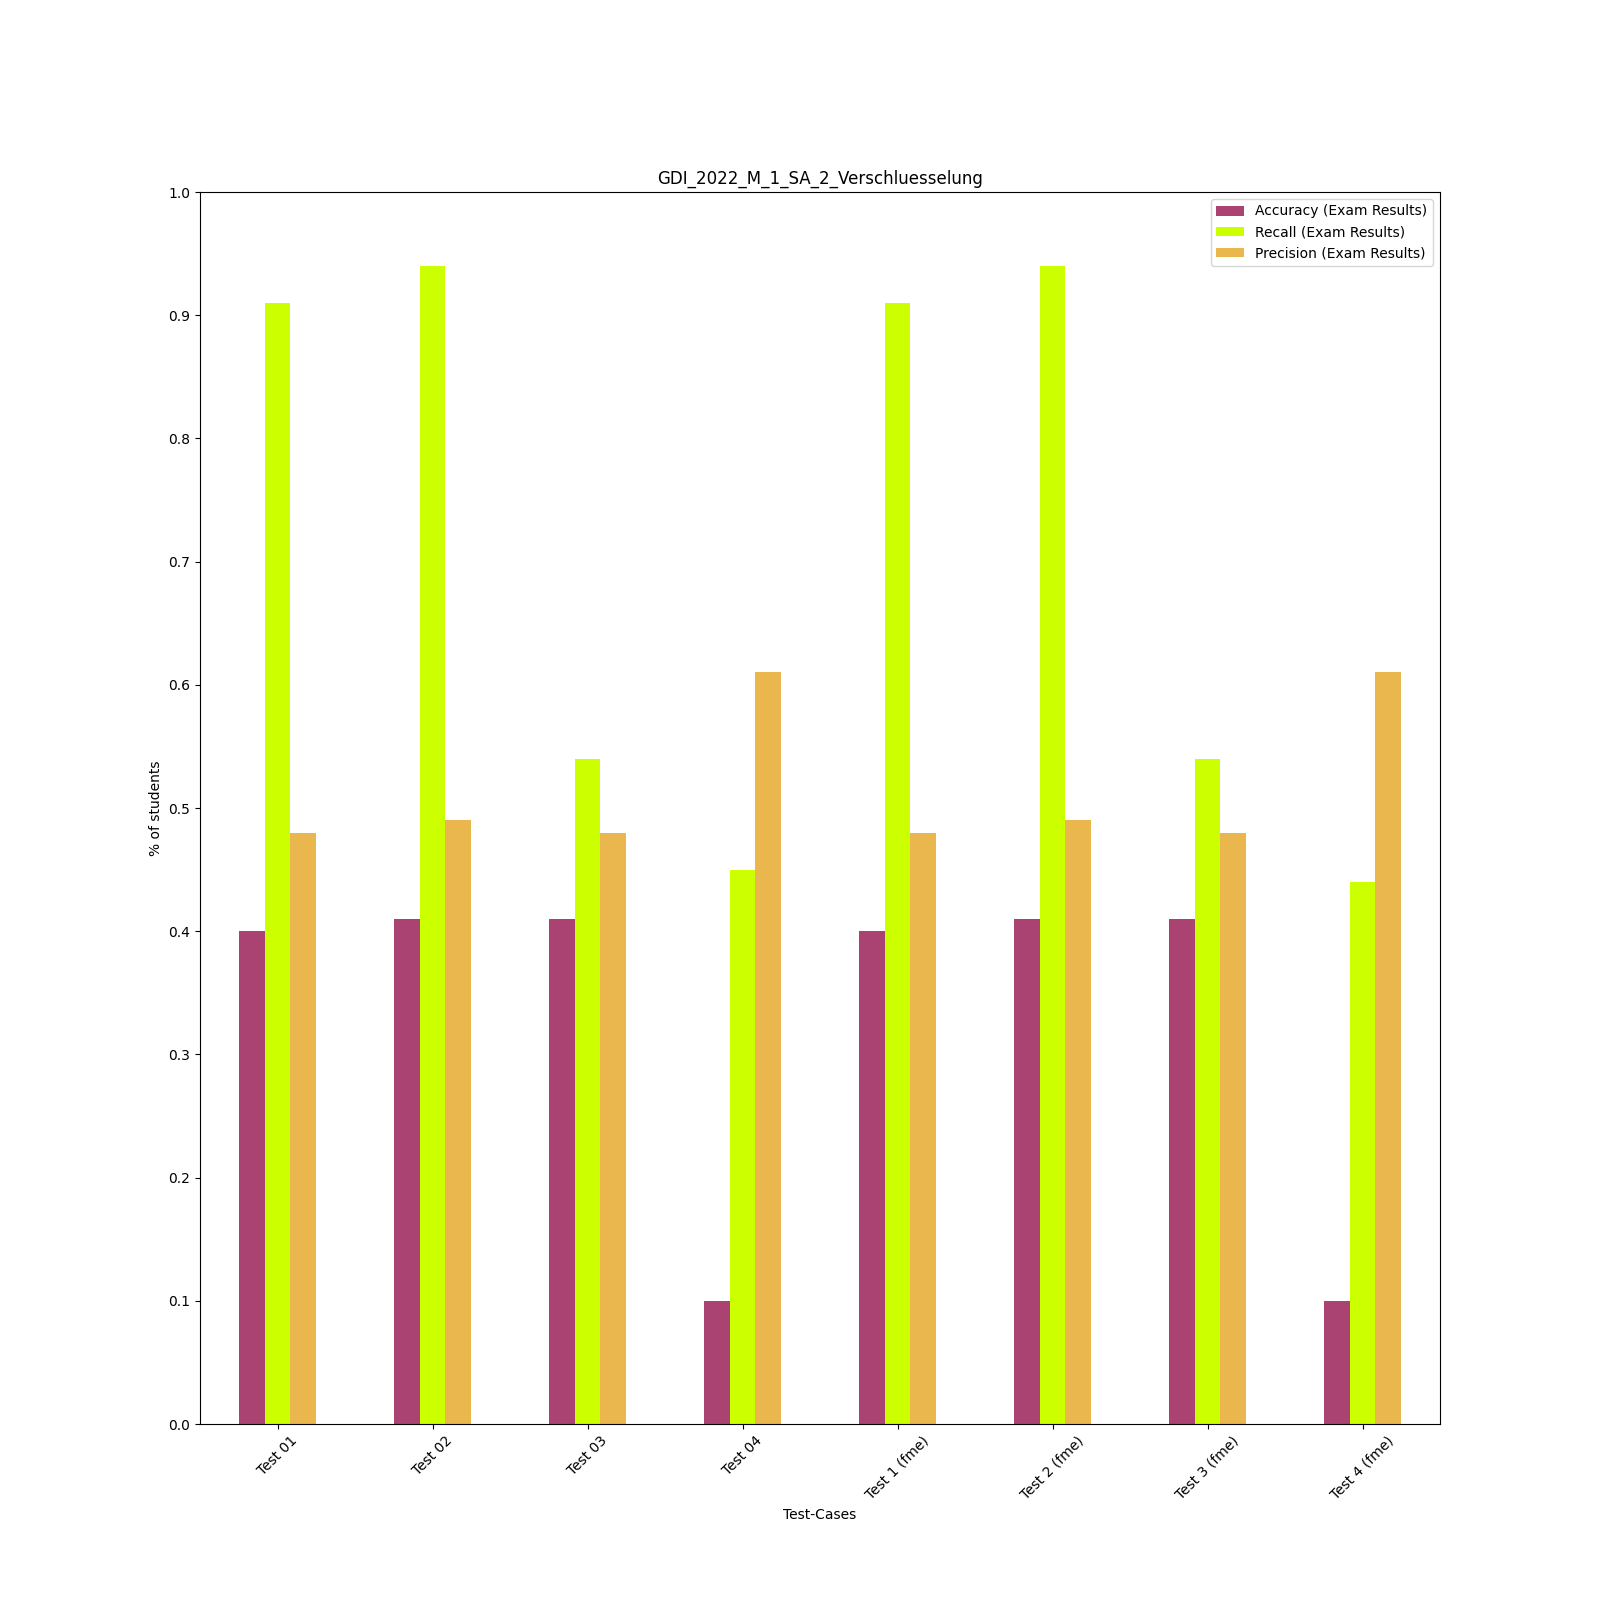 GDI_2022_M_1_SA_2_Verschluesselung
Accuracy (Exam Results)
Recall (Exam Results)
Precision (Exam Results)
1.0
0.9
0.8
0.7
0.6
0.5
0.4
0.3
0.2
0.1
0.0
% of students
Test 01
Test 02
Test 03
Test 04
Test 1 (fme)
Test 2 (fme)
Test 3 (fme)
Test 4 (fme)
Test-Cases